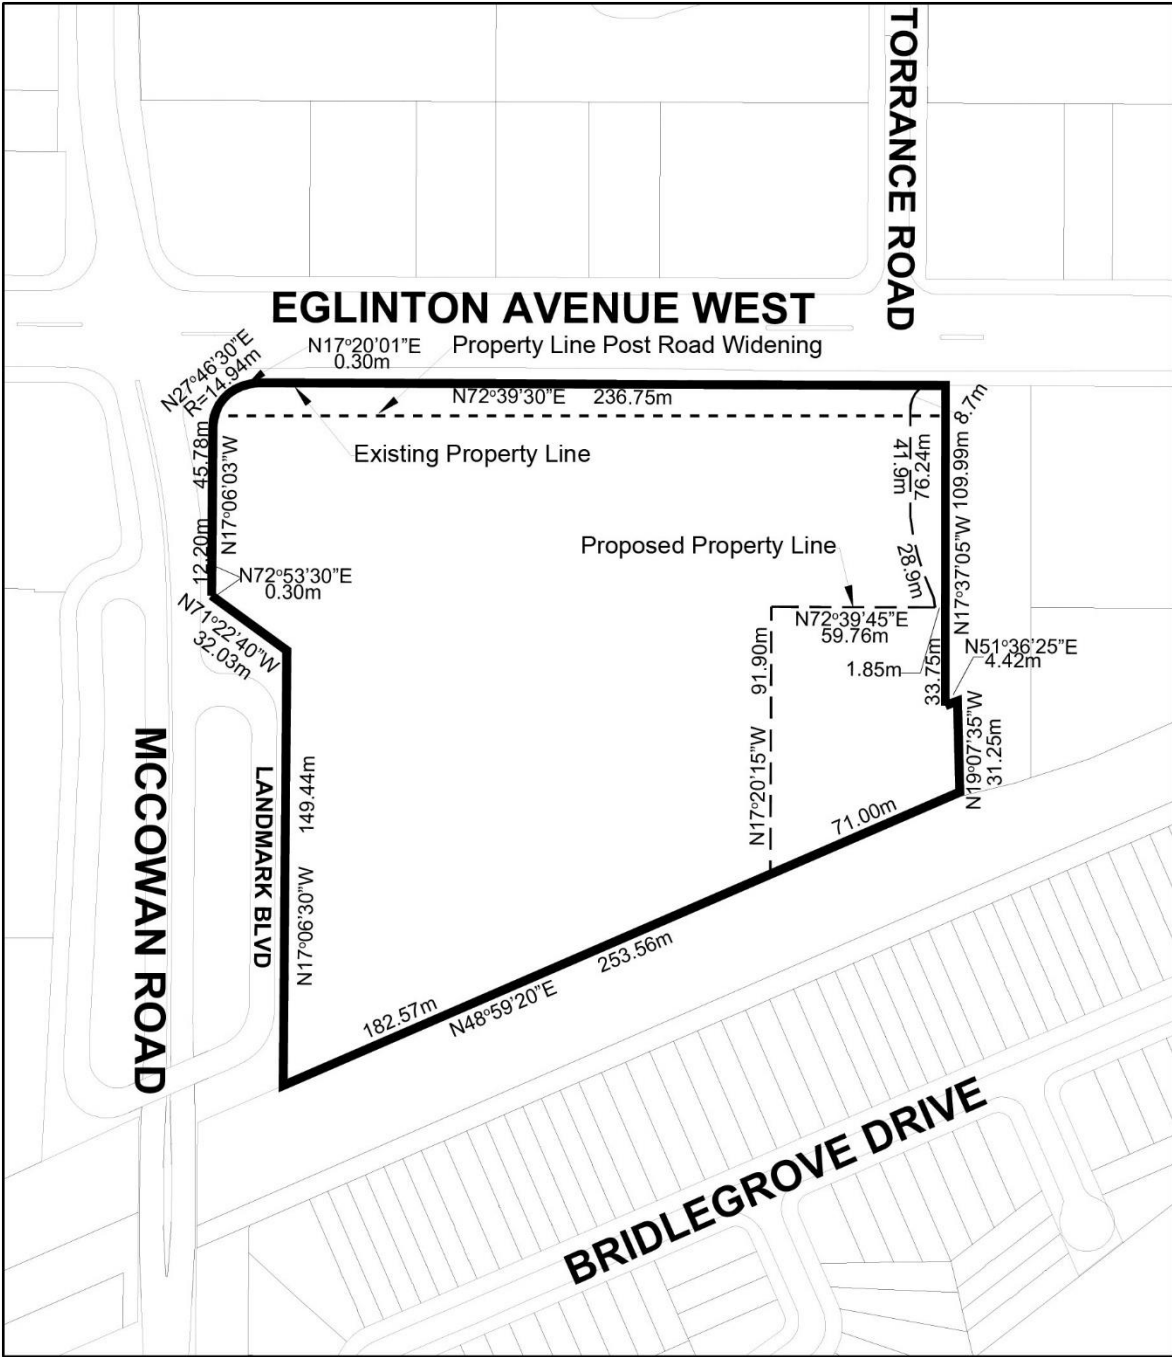 TORRANCE ROAD
EGLINTON AVENUE WEST
N27°46'30"E
R=14.94m
N17°20'01"E
0.30m
Property Line Post Road Widening
N72°39'30"E 236.75m
8.7m
Existing Property Line
45.78m
N17°06'03"W
12.20m
76.24m
41.9m
N17°37'05"W 109.99m
Proposed Property Line
28.9m
N72°53'30"E
0.30m
N71°22'40"W
32.03m
N72°39'45"E
59.76m
1.85m
33.75m
N51°36'25"E
4.42m
91.90m
N17°20'15"W
N19°07'35"W
31.25m
MCCOWAN ROAD
LANDMARK BLVD
149.44m
N17°06'30"W
71.00m
253.56m
182.57m
N48°59'20"E
BRIDLEGROVE DRIVE